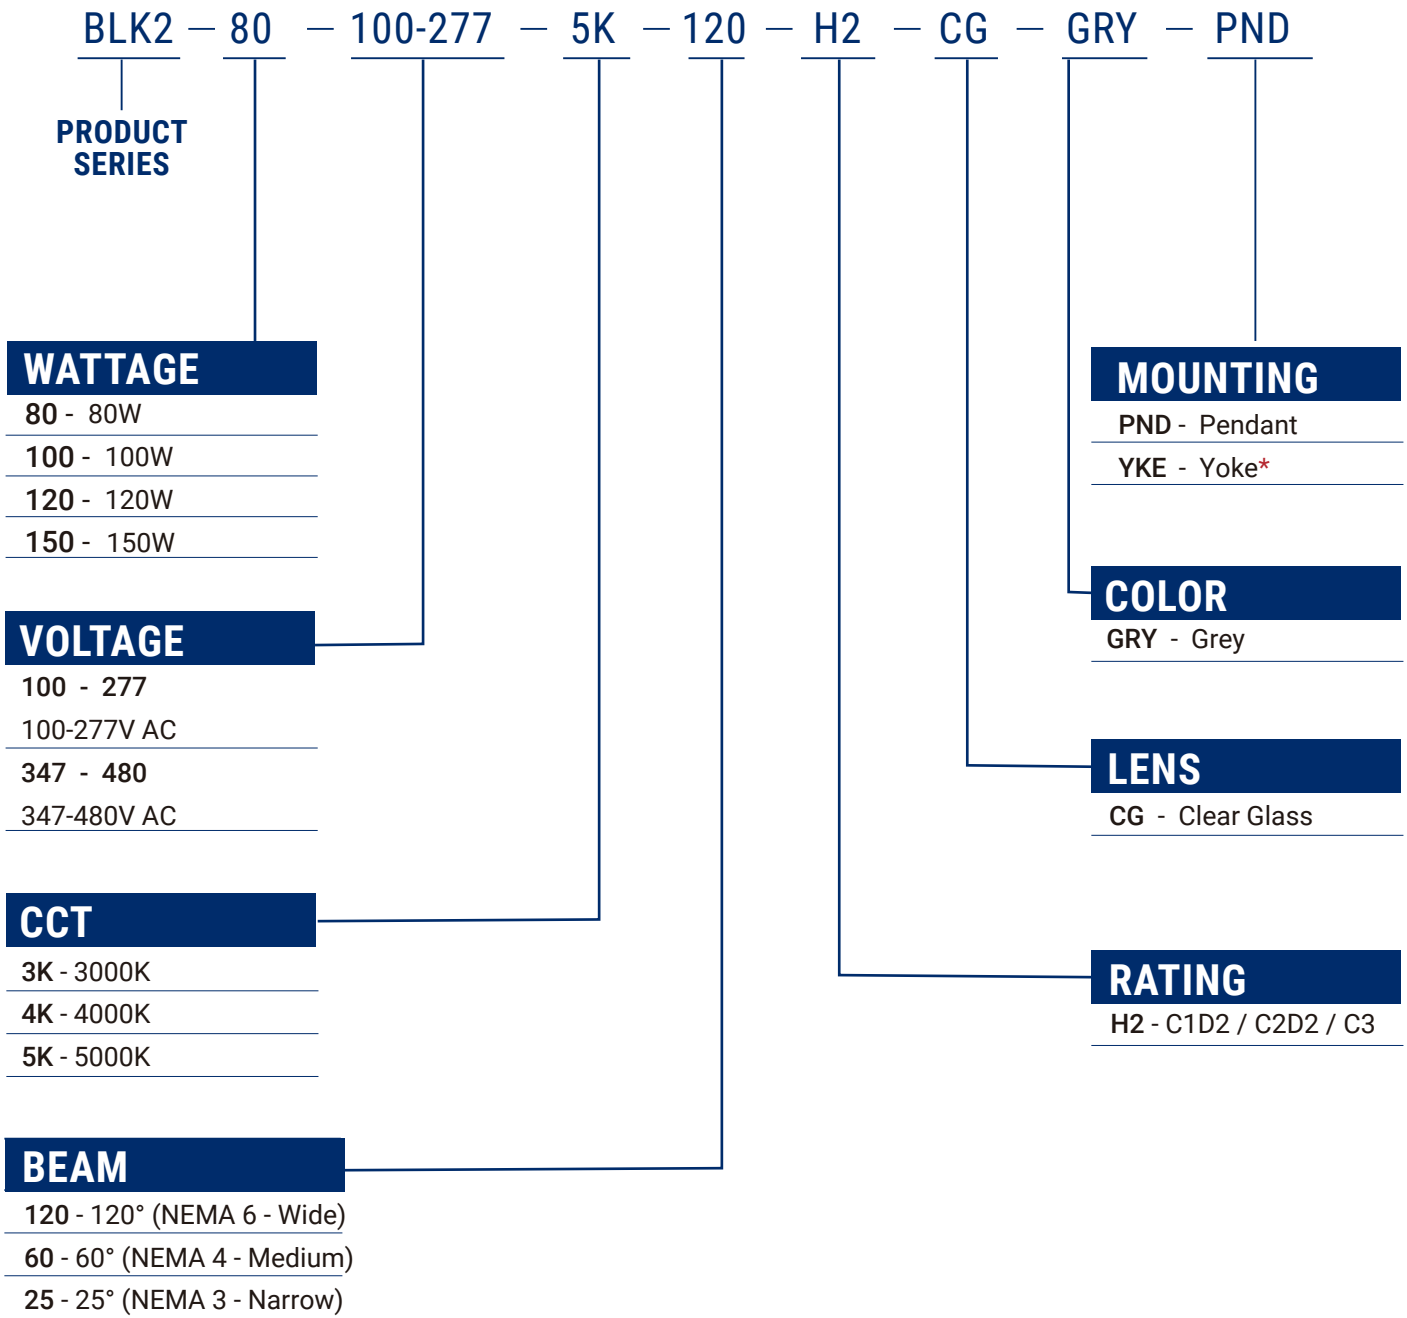 BLK2 — 80 — 100-277 — 5K — 120 — H2 — CG — GRY — PND
PRODUCT
SERIES
WATTAGE
80 - 80W
100 - 100W
120 - 120W
150 - 150W
VOLTAGE
100 - 277
100-277V AC
347 - 480
347-480V AC
CCT
3K - 3000K
4K - 4000K
5K - 5000K
BEAM
120 - 120° (NEMA 6 - Wide)
60 - 60° (NEMA 4 - Medium)
25 - 25° (NEMA 3 - Narrow)
MOUNTING
PND - Pendant
YKE - Yoke*
COLOR
GRY - Grey
LENS
CG - Clear Glass
RATING
H2 - C1D2 / C2D2 / C3